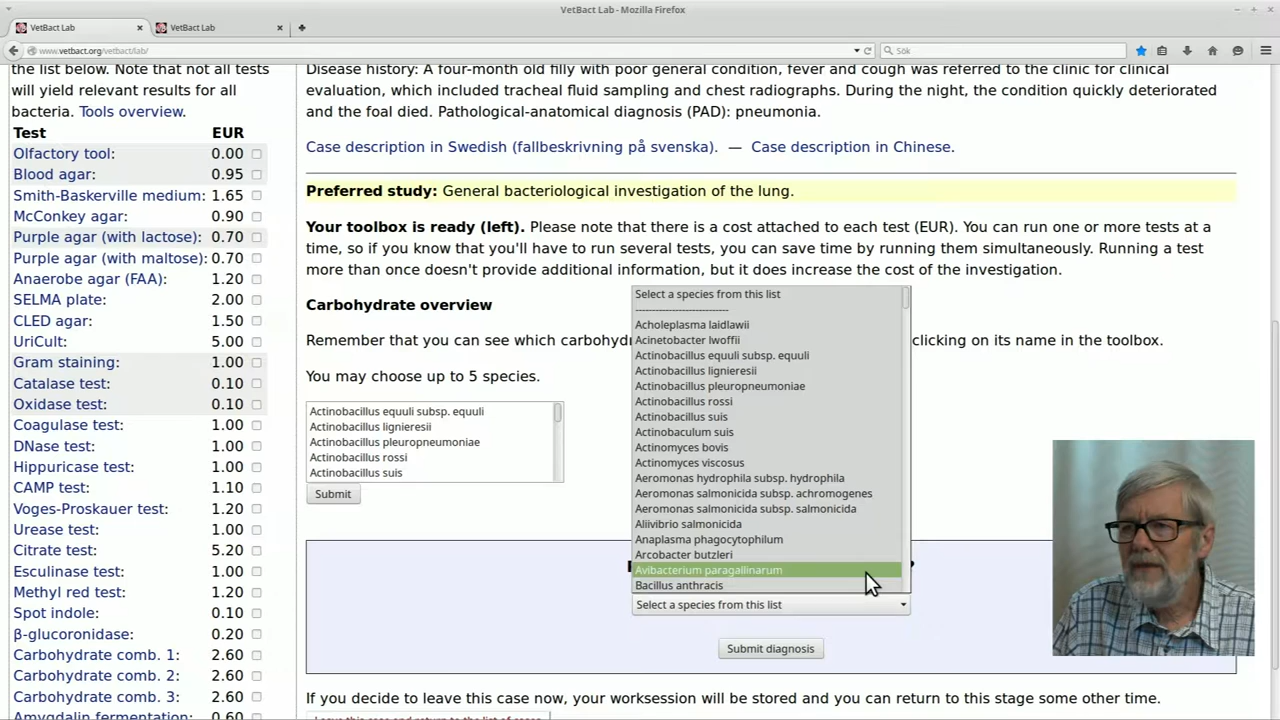 VetBact Lab - Mozilla Firefox
VetBact Lab
VetBact Lab
www.vetbact.org/vetbact/lab/
Sök
the list below. Note that not all tests
will yield relevant results for all
bacteria. Tools overview.
Test EUR
Olfactory tool: 0.00
Blood agar: 0.95
Smith-Baskerville medium: 1.65
McConkey agar: 0.90
Purple agar (with lactose): 0.70
Purple agar (with maltose): 0.70
Anaerobe agar (FAA): 1.20
SELMA plate: 2.00
CLED agar: 1.50
UriCult: 5.00
Gram staining: 1.00
Catalase test: 0.10
Oxidase test: 0.10
Coagulase test: 1.00
DNase test: 1.00
Hippuricase test: 1.00
CAMP test: 1.10
Voges-Proskauer test: 1.20
Urease test: 1.00
Citrate test: 5.20
Esculinase test: 1.00
Methyl red test: 1.20
Spot indole: 0.10
β-glucoronidase: 0.20
Carbohydrate comb. 1: 2.60
Carbohydrate comb. 2: 2.60
Carbohydrate comb. 3: 2.60
Amygdalin fermentation: 0.60
Disease history: A four-month old filly with poor general condition, fever and cough was referred to the clinic for clinical
evaluation, which included tracheal fluid sampling and chest radiographs. During the night, the condition quickly deteriorated
and the foal died. Pathological-anatomical diagnosis (PAD): pneumonia.
Case description in Swedish (fallbeskrivning på svenska). — Case description in Chinese.
Preferred study: General bacteriological investigation of the lung.
Your toolbox is ready (left). Please note that there is a cost attached to each test (EUR). You can run one or more tests at a
time, so if you know that you'll have to run several tests, you can save time by running them simultaneously. Running a test
more than once doesn't provide additional information, but it does increase the cost of the investigation.
Carbohydrate overview
Remember that you can see which carbohydr clicking on its name in the toolbox.
You may choose up to 5 species.
Actinobacillus equuli subsp. equuli
Actinobacillus lignieresii
Actinobacillus pleuropneumoniae
Actinobacillus rossi
Actinobacillus suis
Submit
Select a species from this list
------------------------------
Acholeplasma laidlawii
Acinetobacter lwoffii
Actinobacillus equuli subsp. equuli
Actinobacillus lignieresii
Actinobacillus pleuropneumoniae
Actinobacillus rossi
Actinobacillus suis
Actinobaculum suis
Actinomyces bovis
Actinomyces viscosus
Aeromonas hydrophila subsp. hydrophila
Aeromonas salmonicida subsp. achromogenes
Aeromonas salmonicida subsp. salmonicida
Aliivibrio salmonicida
Anaplasma phagocytophilum
Arcobacter butzleri
Avibacterium paragallinarum
Bacillus anthracis
Select a species from this list
Submit diagnosis
If you decide to leave this case now, your worksession will be stored and you can return to this stage some other time.
Leave this case and return to the list of cases